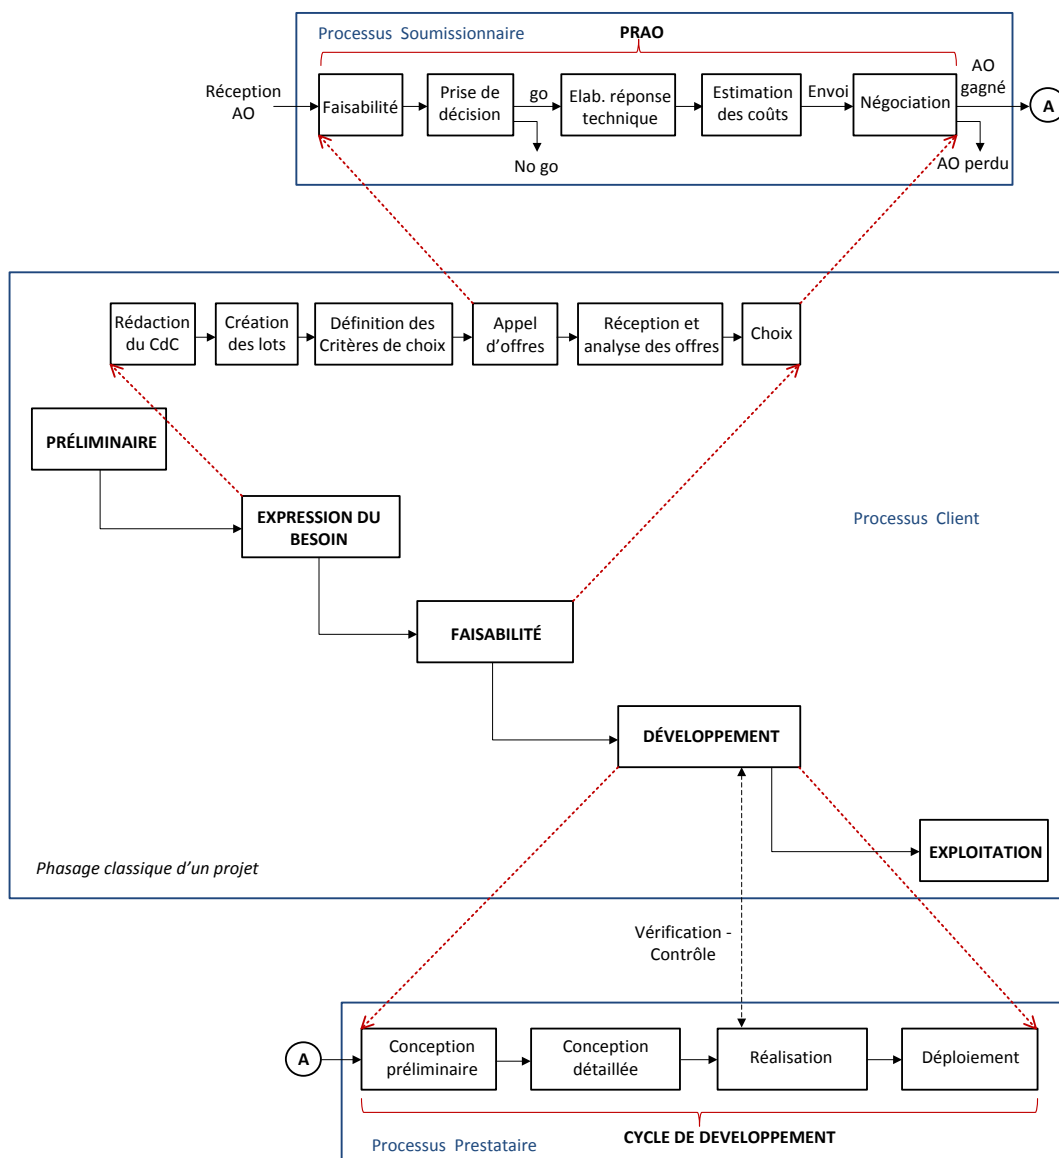 Processus Soumissionnaire
PRAO
Réception
AO
Faisabilité
Prise de
décision
go
No go
Elab. réponse
technique
Estimation
des coûts
Envoi
Négociation
AO
gagné
A
AO perdu
Rédaction
du CdC
Création
des lots
Définition des
Critères de choix
Appel
d’offres
Réception et
analyse des offres
Choix
PRÉLIMINAIRE
EXPRESSION DU
BESOIN
Processus Client
FAISABILITÉ
DÉVELOPPEMENT
EXPLOITATION
Phasage classique d’un projet
Vérification -
Contrôle
A
Conception
préliminaire
Conception
détaillée
Réalisation
Déploiement
CYCLE DE DEVELOPPEMENT
Processus Prestataire